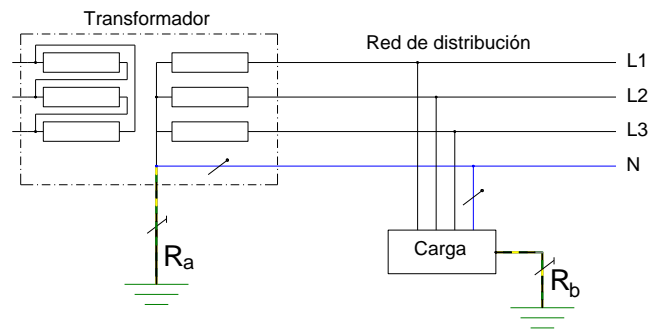 Transformador
Red de distribución
L1
L2
L3
N
Carga
Ra
Rb